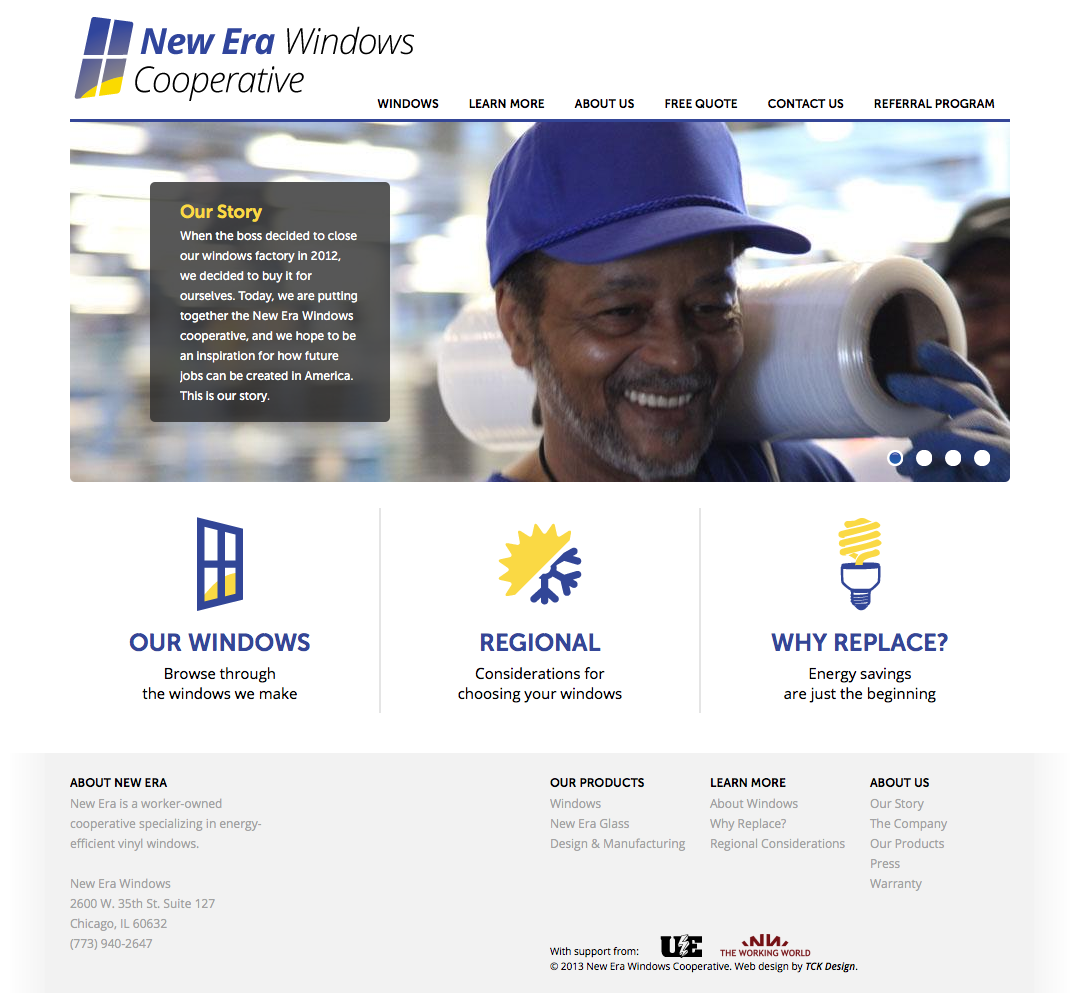 New Era Windows
Cooperative
WINDOWS LEARN MORE ABOUT US FREE QUOTE CONTACT US REFERRAL PROGRAM
Our Story
When the boss decided to close
our windows factory in 2012,
we decided to buy it for
ourselves. Today, we are putting
together the New Era Windows
cooperative, and we hope to be
an inspiration for how future
jobs can be created in America.
This is our story.
OUR WINDOWS
Browse through
the windows we make
REGIONAL
Considerations for
choosing your windows
WHY REPLACE?
Energy savings
are just the beginning
ABOUT NEW ERA
New Era is a worker-owned
cooperative specializing in energy-
efficient vinyl windows.
New Era Windows
2600 W. 35th St. Suite 127
Chicago, IL 60632
(773) 940-2647
OUR PRODUCTS
Windows
New Era Glass
Design & Manufacturing
LEARN MORE
About Windows
Why Replace?
Regional Considerations
ABOUT US
Our Story
The Company
Our Products
Press
Warranty
With support from: UE THE WORKING WORLD
© 2013 New Era Windows Cooperative. Web design by TCK Design.